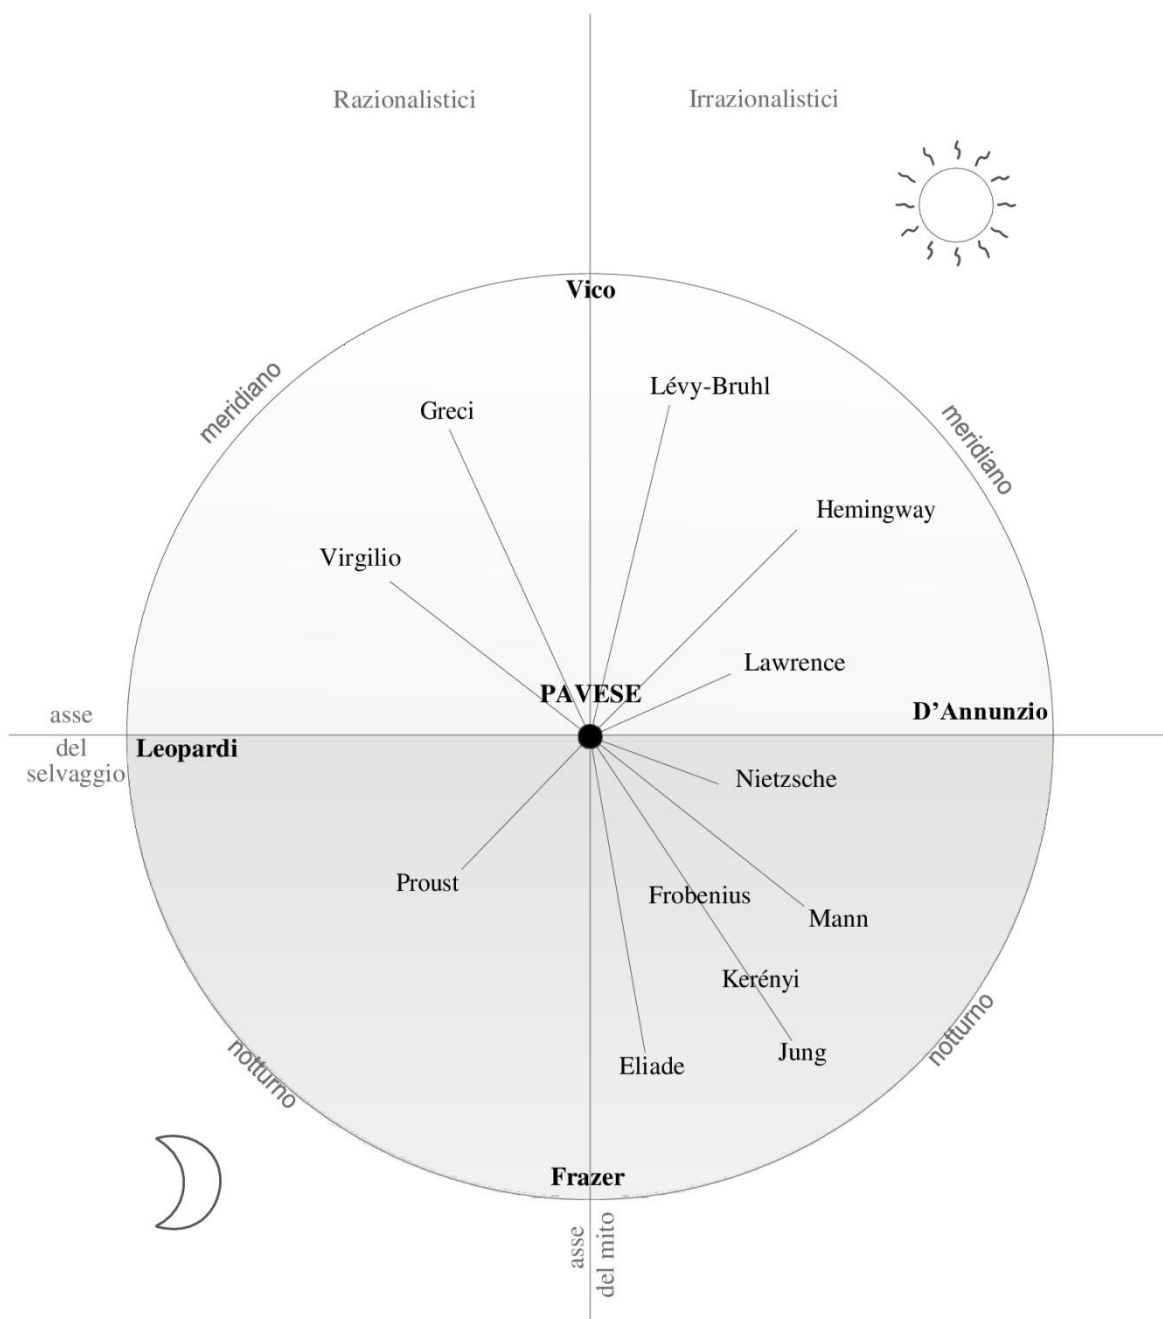 Razionalistici
Irrazionalistici
Vico
meridiano
meridiano
Lévy-Bruhl
Greci
Hemingway
Virgilio
Lawrence
PAVESE
D’Annunzio
asse
del
selvaggio
Leopardi
Nietzsche
Proust
Frobenius
Mann
Kerényi
Jung
Eliade
notturno
notturno
Frazer
asse
del mito